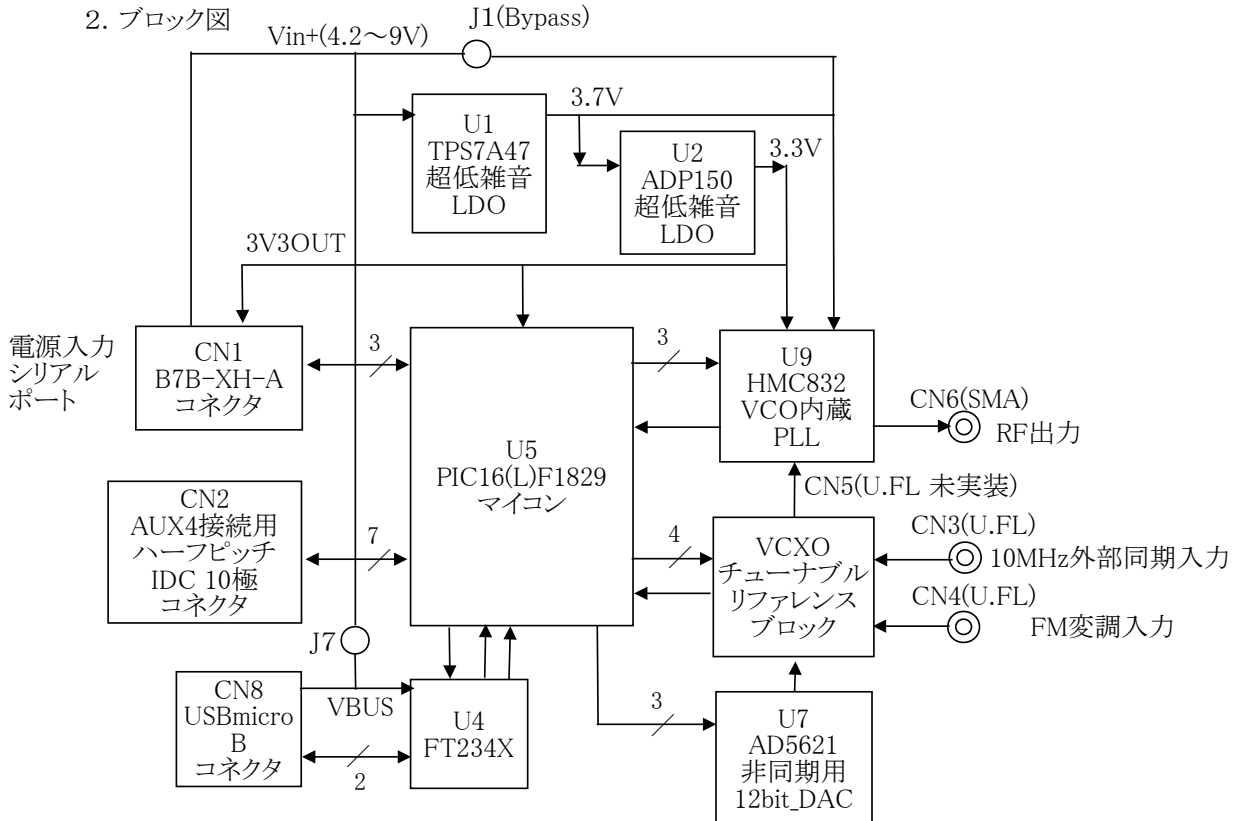 2. ブロック図
J1(Bypass)
Vin+(4.2～9V)
3.7V
U1
TPS7A47
超低雑音
LDO
U2
ADP150
超低雑音
LDO
3.3V
3V3OUT
電源入力
シリアル
ポート
CN1
B7B-XH-A
コネクタ
3
U5
PIC16(L)F1829
マイコン
3
U9
HMC832
VCO内蔵
PLL
CN6(SMA)
RF出力
CN5(U.FL 未実装)
CN2
AUX4接続用
ハーフピッチ
IDC 10極
コネクタ
7
4
VCXO
チューナブル
リファレンス
ブロック
CN3(U.FL)
10MHz外部同期入力
CN4(U.FL)
FM変調入力
J7
CN8
USBmicro
B
コネクタ
VBUS
2
U4
FT234X
3
U7
AD5621
非同期用
12bit_DAC